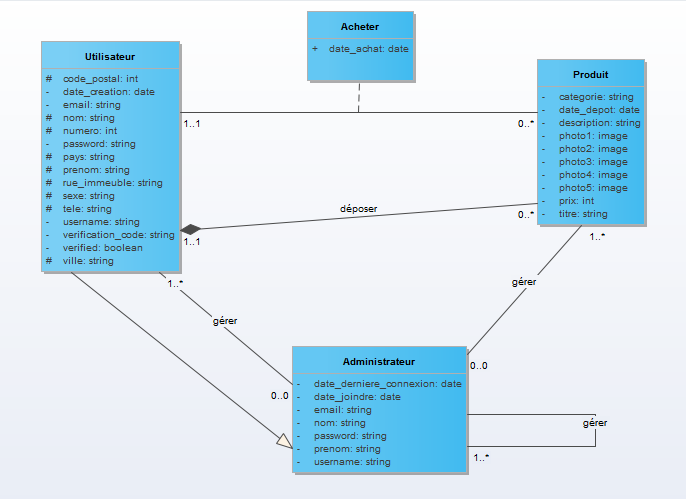 Acheter
+ date_achat: date
Utilisateur
# code_postal: int
- date_creation: date
- email: string
# nom: string
# numero: int
- password: string
# pays: string
# prenom: string
# rue_immeuble: string
# sexe: string
# tele: string
- username: string
- verification_code: string
- verified: boolean
# ville: string
Produit
- categorie: string
- date_depot: date
- description: string
- photo1: image
- photo2: image
- photo3: image
- photo4: image
- photo5: image
- prix: int
- titre: string
1..1
0..*
déposer
1..1
0..*
1..*
gérer
0..0
1..*
gérer
0..0
Administrateur
- date_derniere_connexion: date
- date_joindre: date
- email: string
- nom: string
- password: string
- prenom: string
- username: string
gérer
1..*